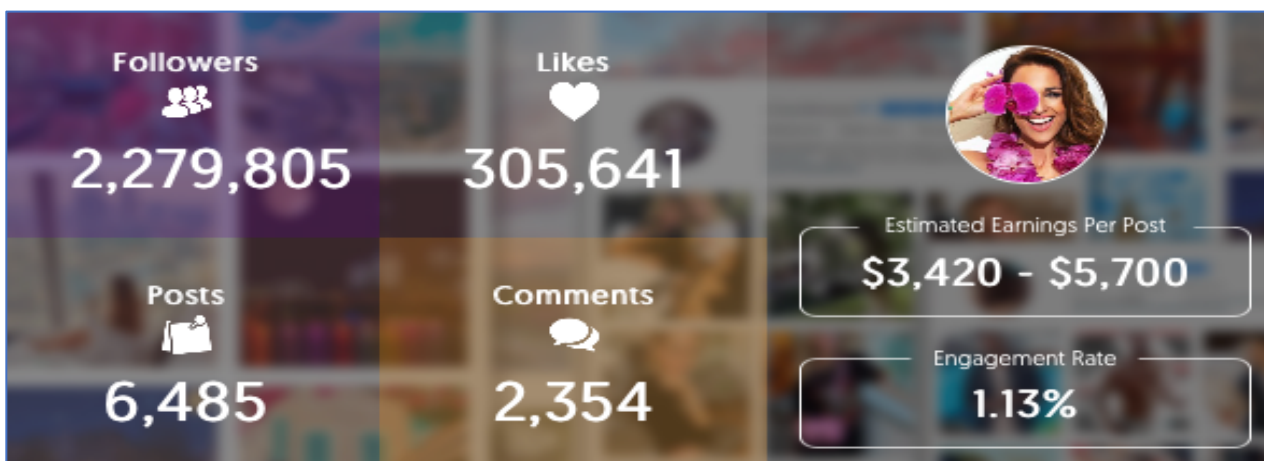 Followers
2,279,805
Likes
305,641
Posts
6,485
Comments
2,354
Estimated Earnings Per Post
$3,420 - $5,700
Engagement Rate
1.13%